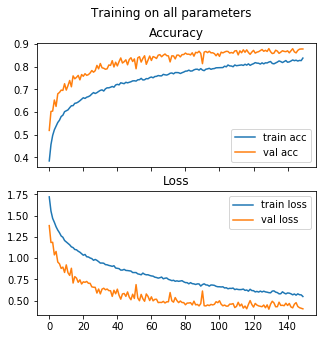 Training on all parameters
Accuracy
0.9
0.8
0.7
0.6
0.5
0.4
train acc
val acc
Loss
1.75
1.50
1.25
1.00
0.75
0.50
train loss
val loss
0 20 40 60 80 100 120 140